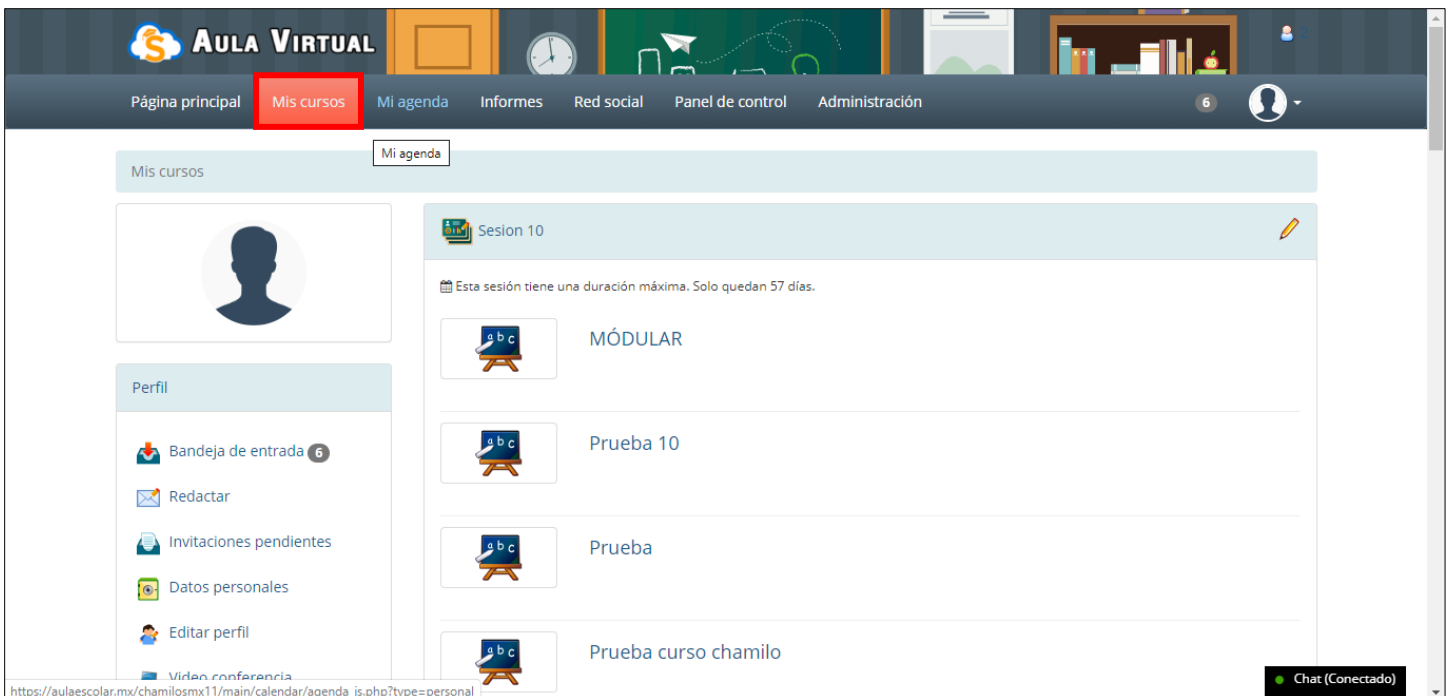 AULA VIRTUAL
2
Página principal Mis cursos Mi agenda Informes Red social Panel de control Administración 6
Mi agenda
Mis cursos
Sesion 10
Esta sesión tiene una duración máxima. Solo quedan 57 días.
MÓDULAR
Prueba 10
Prueba
Prueba curso chamilo
Perfil
Bandeja de entrada 6
Redactar
Invitaciones pendientes
Datos personales
Editar perfil
Video conferencia
https://aulaescolar.mx/chamilosmx11/main/calendar/agenda_js.php?type=personal
Chat (Conectado)